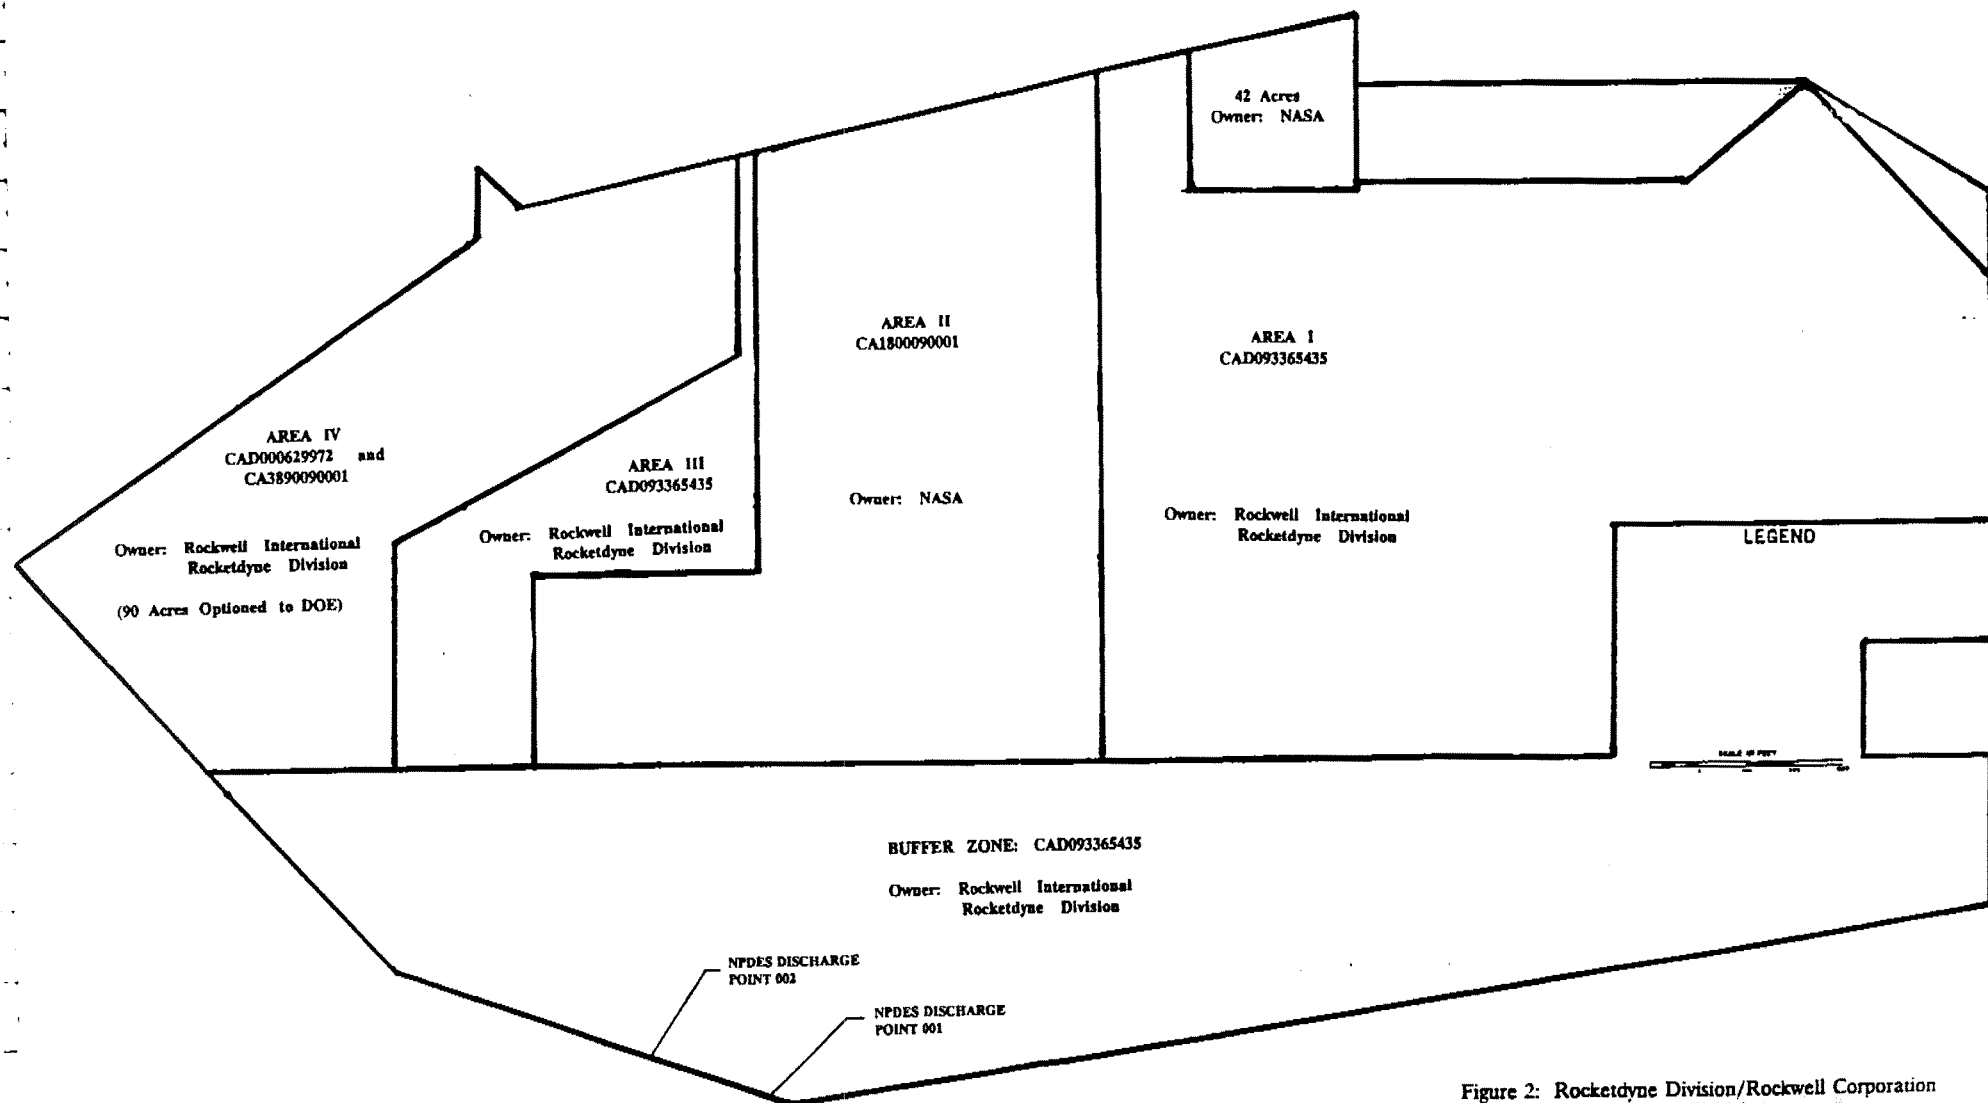 42 Acres
Owner: NASA
AREA II
CA1800090001
AREA I
CAD093365435
AREA IV
CAD000629972 and
CA3890090001
AREA III
CAD093365435
Owner: NASA
Owner: Rockwell International
Rocketdyne Division
Owner: Rockwell International
Rocketdyne Division
Owner: Rockwell International
Rocketdyne Division
(90 Acres Optioned to DOE)
LEGEND
SCALE IN FEET
BUFFER ZONE: CAD093365435
Owner: Rockwell International
Rocketdyne Division
NPDES DISCHARGE
POINT 002
NPDES DISCHARGE
POINT 001
Figure 2: Rocketdyne Division/Rockwell Corporation